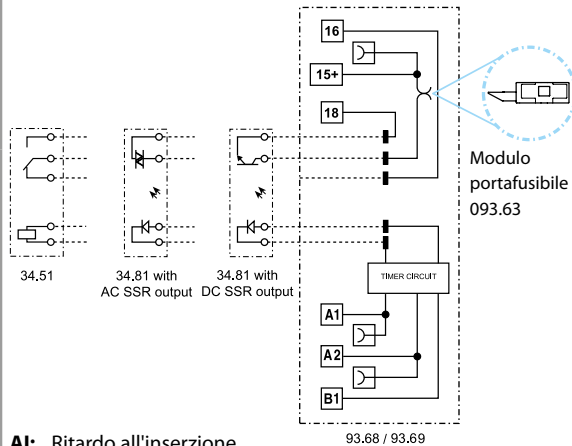 16
15+
18
Modulo
portafusibile
093.63
34.51
34.81 with
AC SSR output
34.81 with
DC SSR output
TIMER CIRCUIT
A1
A2
B1
93.68 / 93.69
AI: Ritardo all'inserzione